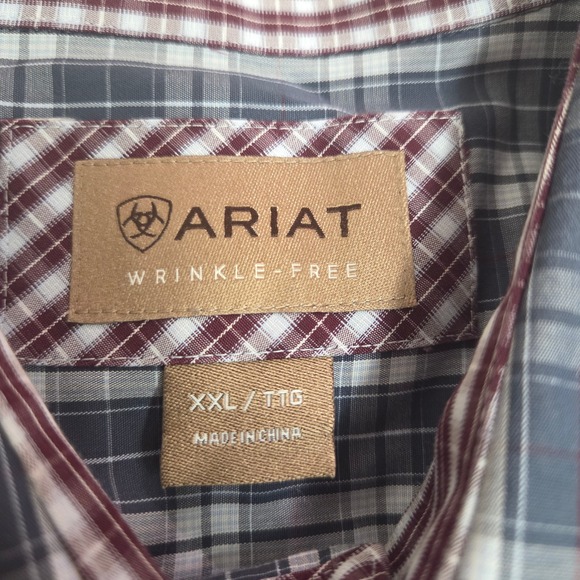 ARIAT
WRINKLE-FREE
XXL / TTG
MADE IN CHINA